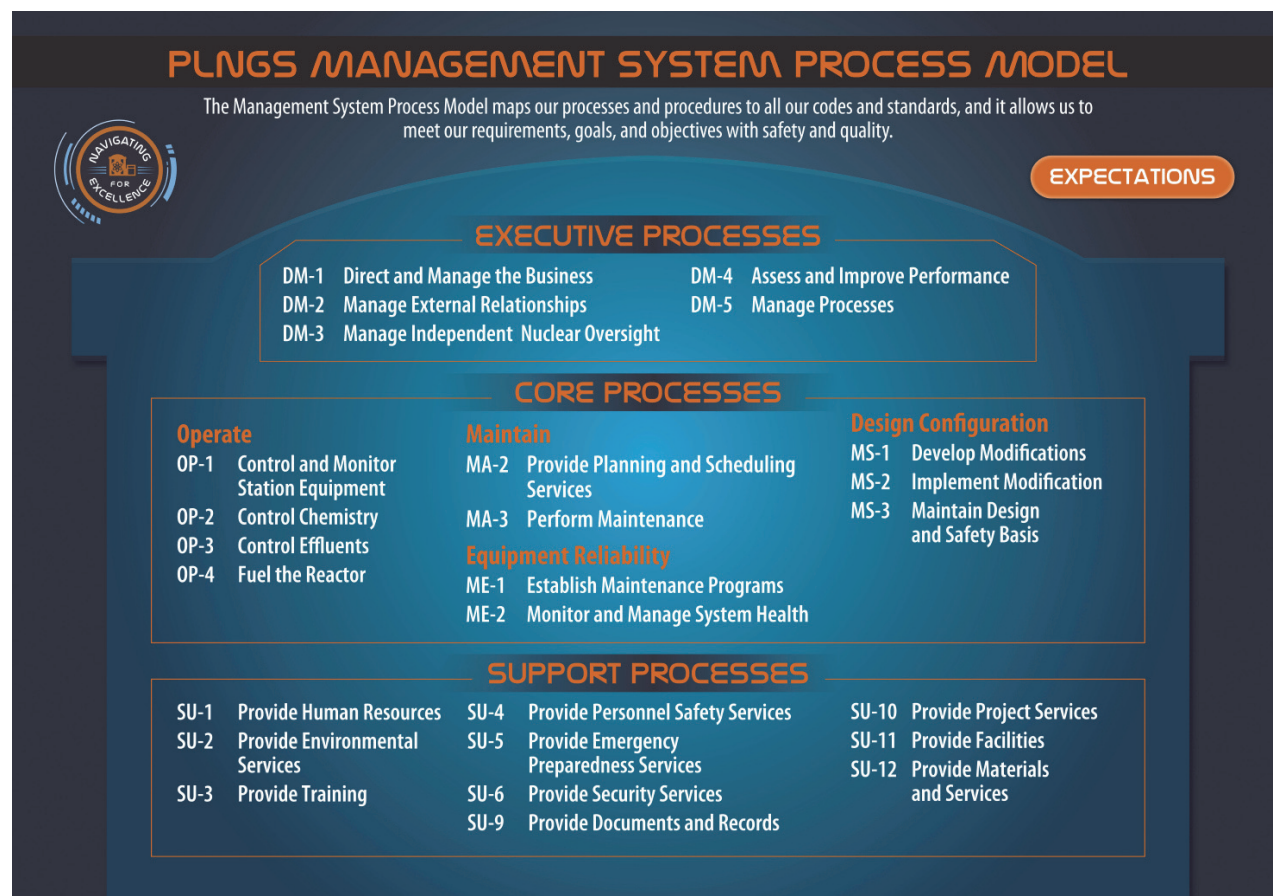 PLNGS MANAGEMENT SYSTEM PROCESS MODEL
The Management System Process Model maps our processes and procedures to all our codes and standards, and it allows us to
meet our requirements, goals, and objectives with safety and quality.
NAVIGATING
FOR
EXCELLENCE
EXPECTATIONS
EXECUTIVE PROCESSES
DM-1 Direct and Manage the Business
DM-2 Manage External Relationships
DM-3 Manage Independent Nuclear Oversight
DM-4 Assess and Improve Performance
DM-5 Manage Processes
CORE PROCESSES
Operate
OP-1 Control and Monitor
Station Equipment
OP-2 Control Chemistry
OP-3 Control Effluents
OP-4 Fuel the Reactor
Maintain
MA-2 Provide Planning and Scheduling
Services
MA-3 Perform Maintenance
Equipment Reliability
ME-1 Establish Maintenance Programs
ME-2 Monitor and Manage System Health
Design Configuration
MS-1 Develop Modifications
MS-2 Implement Modification
MS-3 Maintain Design
and Safety Basis
SUPPORT PROCESSES
SU-1 Provide Human Resources
SU-2 Provide Environmental
Services
SU-3 Provide Training
SU-4 Provide Personnel Safety Services
SU-5 Provide Emergency
Preparedness Services
SU-6 Provide Security Services
SU-9 Provide Documents and Records
SU-10 Provide Project Services
SU-11 Provide Facilities
SU-12 Provide Materials
and Services